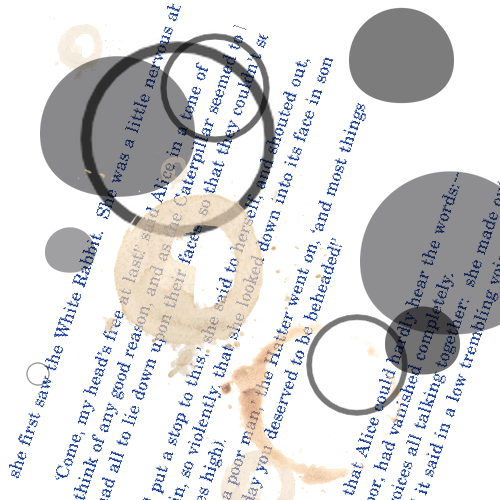 she first saw the White Rabbit. She was a little nervous
'Come, my head's free at last!' said Alice in a tone of
think of any good reason, and as the Caterpillar seemed to
ad all to lie down upon their faces, so that they couldn't se
put a stop to this,' she said to herself, and shouted out,
in, so violently, that she looked down into its face in son
es high).
a poor man,' the Hatter went on, 'and most things
day you deserved to be beheaded!'
that Alice could hardly hear the words:--
or, had vanished completely.
ices all talking together: she made ou
it said in a low trembling